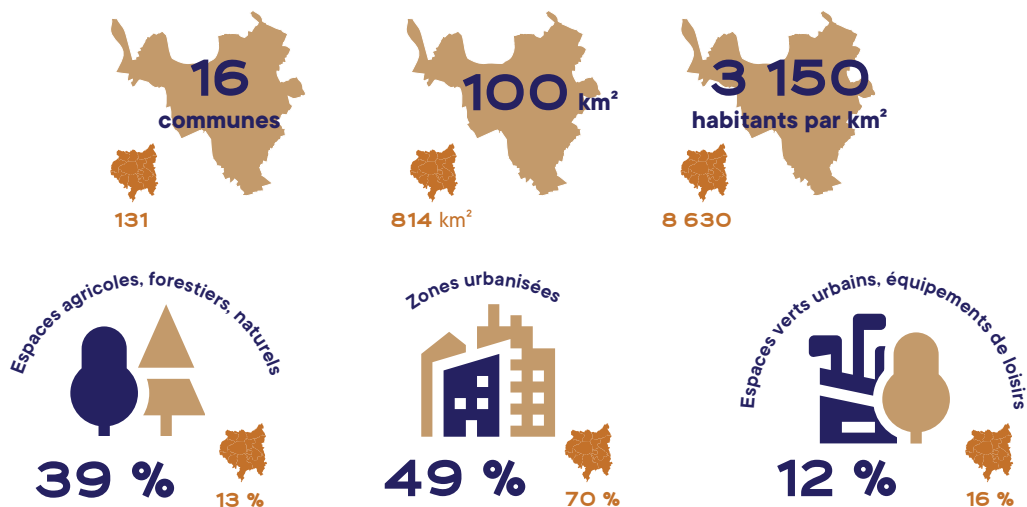 16
communes
131
100 km²
814 km²
3 150
habitants par km²
8 630
Espaces agricoles, forestiers, naturels
39 %
13 %
Zones urbanisées
49 %
70 %
Espaces verts urbains, équipements de loisirs
12 %
16 %